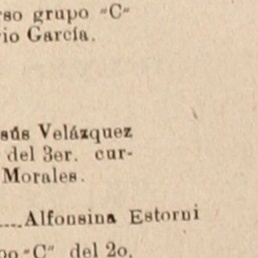 rso grupo "C"
rio García.
sús Velázquez
del 3er. cur-
Morales.
....Alfonsina Estorni
po "C" del 2o.